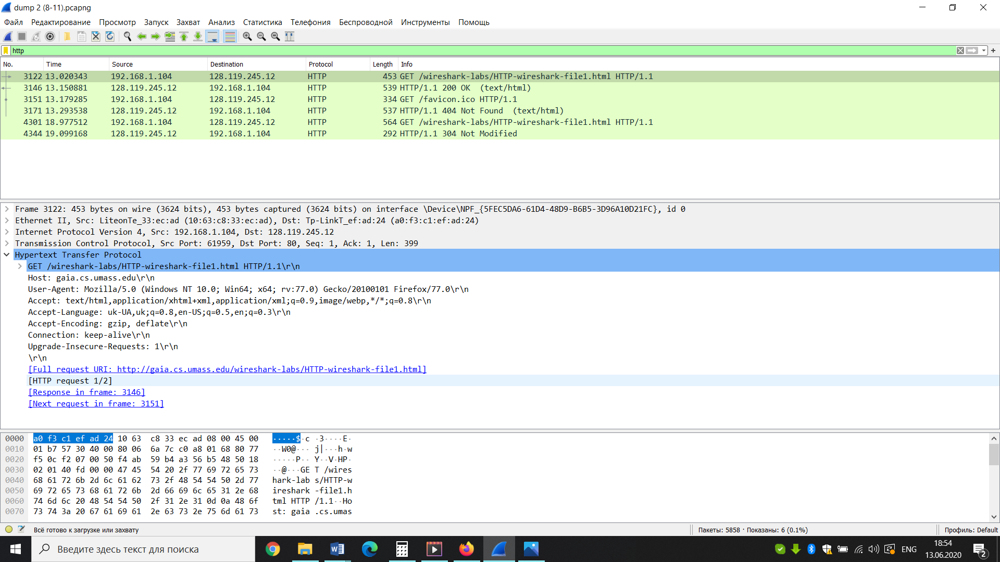 dump 2 (8-11).pcapng
Файл Редактирование Просмотр Запуск Захват Анализ Статистика Телефония Беспроводной Инструменты Помощь
http
No. Time Source Destination Protocol Length Info
3122 13.020343 192.168.1.104 128.119.245.12 HTTP 453 GET /wireshark-labs/HTTP-wireshark-file1.html HTTP/1.1
3146 13.150881 128.119.245.12 192.168.1.104 HTTP 539 HTTP/1.1 200 OK (text/html)
3151 13.179285 192.168.1.104 128.119.245.12 HTTP 334 GET /favicon.ico HTTP/1.1
3171 13.293538 128.119.245.12 192.168.1.104 HTTP 537 HTTP/1.1 404 Not Found (text/html)
4301 18.977512 192.168.1.104 128.119.245.12 HTTP 564 GET /wireshark-labs/HTTP-wireshark-file1.html HTTP/1.1
4344 19.099168 128.119.245.12 192.168.1.104 HTTP 292 HTTP/1.1 304 Not Modified
Frame 3122: 453 bytes on wire (3624 bits), 453 bytes captured (3624 bits) on interface \Device\NPF_{5FEC5DA6-61D4-48D9-B6B5-3D96A10D21FC}, id 0
Ethernet II, Src: LiteonTe_33:ec:ad (10:63:c8:33:ec:ad), Dst: Tp-LinkT_ef:ad:24 (a0:f3:c1:ef:ad:24)
Internet Protocol Version 4, Src: 192.168.1.104, Dst: 128.119.245.12
Transmission Control Protocol, Src Port: 61959, Dst Port: 80, Seq: 1, Ack: 1, Len: 399
Hypertext Transfer Protocol
GET /wireshark-labs/HTTP-wireshark-file1.html HTTP/1.1\r\n
Host: gaia.cs.umass.edu\r\n
User-Agent: Mozilla/5.0 (Windows NT 10.0; Win64; x64; rv:77.0) Gecko/20100101 Firefox/77.0\r\n
Accept: text/html,application/xhtml+xml,application/xml;q=0.9,image/webp,*/*;q=0.8\r\n
Accept-Language: uk-UA,uk;q=0.8,en-US;q=0.5,en;q=0.3\r\n
Accept-Encoding: gzip, deflate\r\n
Connection: keep-alive\r\n
Upgrade-Insecure-Requests: 1\r\n
\r\n
[Full request URI: http://gaia.cs.umass.edu/wireshark-labs/HTTP-wireshark-file1.html]
[HTTP request 1/2]
[Response in frame: 3146]
[Next request in frame: 3151]
0000 a0 f3 c1 ef ad 24 10 63 c8 33 ec ad 08 00 45 00 ·····$·c ·3····E·
0010 01 b7 57 30 40 00 80 06 6a 7c c0 a8 01 68 80 77 ··W0@··· j|···h·w
0020 f5 0c f2 07 00 50 f4 ab 59 b4 a3 56 b5 48 50 18 ·····P·· Y··V·HP·
0030 02 01 40 fd 00 00 47 45 54 20 2f 77 69 72 65 73 ··@···GE T /wires
0040 68 61 72 6b 2d 6c 61 62 73 2f 48 54 54 50 2d 77 hark-lab s/HTTP-w
0050 69 72 65 73 68 61 72 6b 2d 66 69 6c 65 31 2e 68 ireshark -file1.h
0060 74 6d 6c 20 48 54 54 50 2f 31 2e 31 0d 0a 48 6f tml HTTP /1.1··Ho
0070 73 74 3a 20 67 61 69 61 2e 63 73 2e 75 6d 61 73 st: gaia .cs.umas
Всё готово к загрузке или захвату Пакеты: 5858 · Показаны: 6 (0.1%) Профиль: Default
Введите здесь текст для поиска ENG 18:54
13.06.2020 2